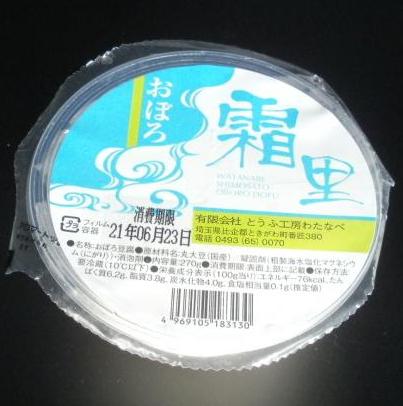 おぼろ
霜里
WATANABE
SHIMOSATO
OBORO DOFU
消費期限
21年06月23日
プラ
フィルム
容器
有限会社 とうふ工房わたなべ
埼玉県比企郡ときがわ町番匠380
電話 0493 (65) 0070
●名称:おぼろ豆腐●原材料名:丸大豆(国産) 凝固剤(粗製海水塩化マグネシウ
ム(にがり))・消泡剤●内容量270g●消費期限:表面上部に記載●保存方法
要冷蔵(10℃以下)●栄養成分表示(100g当り):エネルギー76kcal、たん
ぱく質6.2g、脂質3.8g、炭水化物4.0g、食塩相当量0.1g(推定値)
4 969105 183130